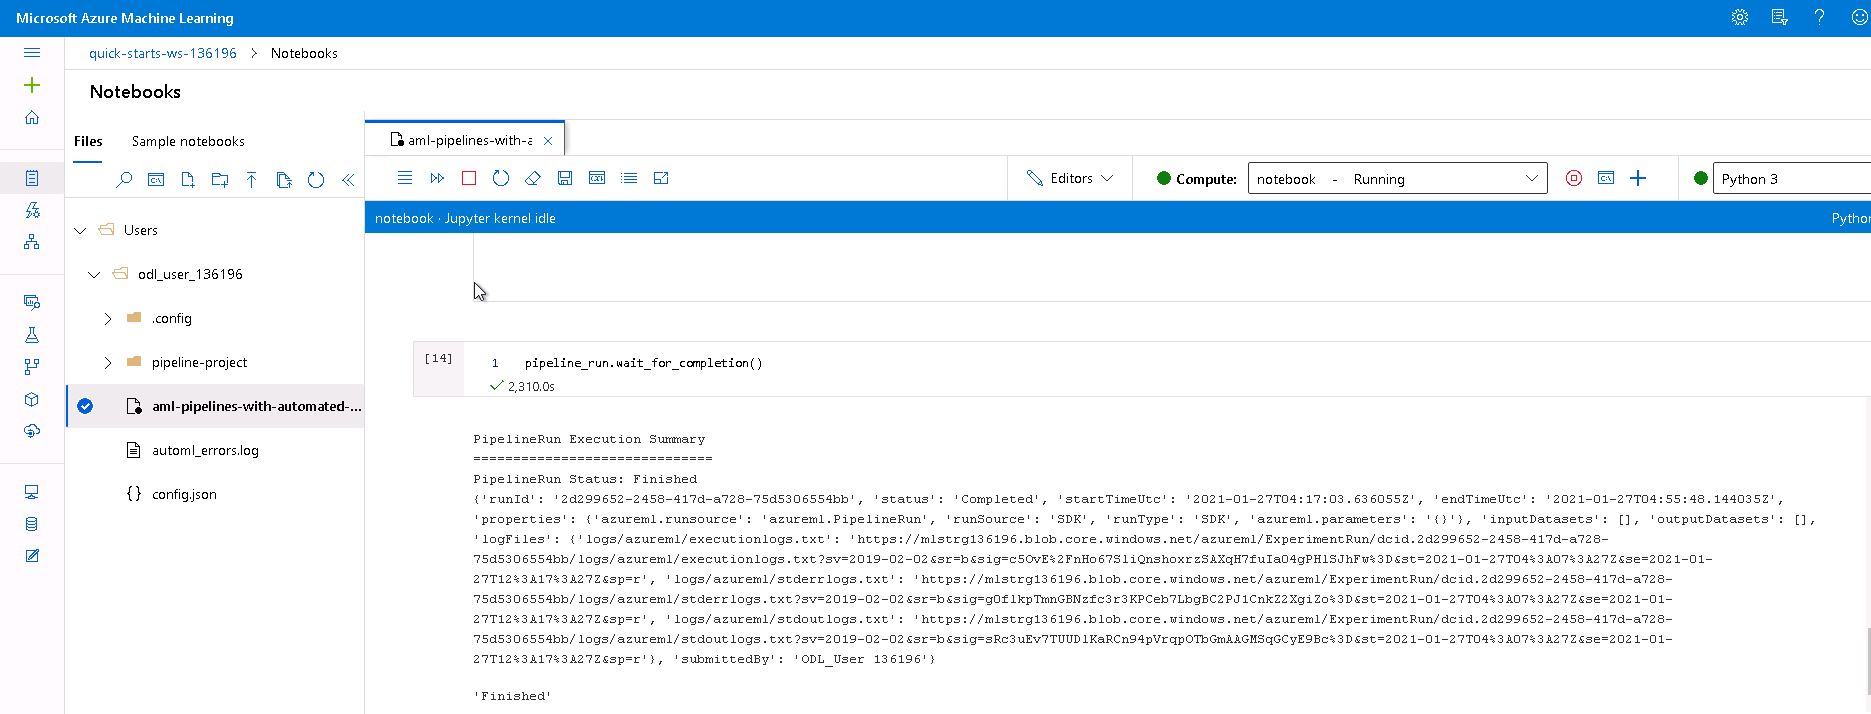 Microsoft Azure Machine Learning
quick-starts-ws-136196 > Notebooks
Notebooks
Files Sample notebooks
aml-pipelines-with-a
Editors
Compute: notebook - Running
Python 3
notebook · Jupyter kernel idle
Python
Users
odl_user_136196
.config
pipeline-project
aml-pipelines-with-automated-...
automl_errors.log
{} config.json
[14] 1 pipeline_run.wait_for_completion()
2,310.0s
PipelineRun Execution Summary
==============================
PipelineRun Status: Finished
{'runId': '2d299652-2458-417d-a728-75d5306554bb', 'status': 'Completed', 'startTimeUtc': '2021-01-27T04:17:03.636055Z', 'endTimeUtc': '2021-01-27T04:55:48.144035Z',
'properties': {'azureml.runsource': 'azureml.PipelineRun', 'runSource': 'SDK', 'runType': 'SDK', 'azureml.parameters': '{}'}, 'inputDatasets': [], 'outputDatasets': [],
'logFiles': {'logs/azureml/executionlogs.txt': 'https://mlstrg136196.blob.core.windows.net/azureml/ExperimentRun/dcid.2d299652-2458-417d-a728-
75d5306554bb/logs/azureml/executionlogs.txt?sv=2019-02-02&sr=b&sig=c5OvE%2FnHo67SliQnshoxrzSAXqH7fuIa04gPHlSJhFw%3D&st=2021-01-27T04%3A07%3A27Z&se=2021-01-
27T12%3A17%3A27Z&sp=r', 'logs/azureml/stderrlogs.txt': 'https://mlstrg136196.blob.core.windows.net/azureml/ExperimentRun/dcid.2d299652-2458-417d-a728-
75d5306554bb/logs/azureml/stderrlogs.txt?sv=2019-02-02&sr=b&sig=g0flkpTmnGBNzfc3r3KPCeb7LbgBC2PJ1CnkZ2XgiZo%3D&st=2021-01-27T04%3A07%3A27Z&se=2021-01-
27T12%3A17%3A27Z&sp=r', 'logs/azureml/stdoutlogs.txt': 'https://mlstrg136196.blob.core.windows.net/azureml/ExperimentRun/dcid.2d299652-2458-417d-a728-
75d5306554bb/logs/azureml/stdoutlogs.txt?sv=2019-02-02&sr=b&sig=sRc3uEv7TUUDlKaRCn94pVrqpOTbGmAAGMSqGCyE9Bc%3D&st=2021-01-27T04%3A07%3A27Z&se=2021-01-
27T12%3A17%3A27Z&sp=r'}, 'submittedBy': 'ODL_User 136196'}
'Finished'